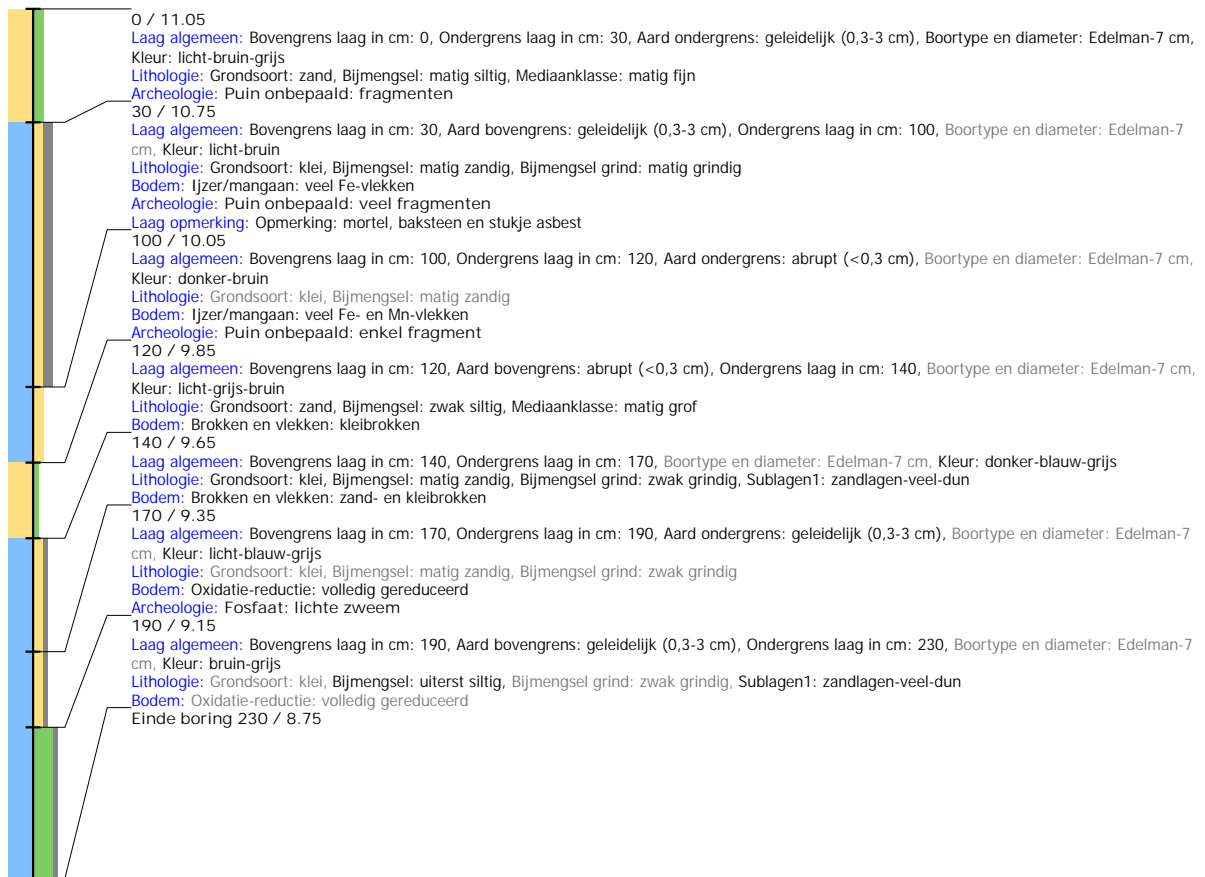 0 / 11.05
Laag algemeen: Bovengrens laag in cm: 0, Ondergrens laag in cm: 30, Aard ondergrens: geleidelijk (0,3-3 cm), Boortype en diameter: Edelman-7 cm,
Kleur: licht-bruin-grijs
Lithologie: Grondsoort: zand, Bijmengsel: matig siltig, Mediaanklasse: matig fijn
Archeologie: Puin onbepaald: fragmenten
30 / 10.75
Laag algemeen: Bovengrens laag in cm: 30, Aard bovengrens: geleidelijk (0,3-3 cm), Ondergrens laag in cm: 100, Boortype en diameter: Edelman-7
cm, Kleur: licht-bruin
Lithologie: Grondsoort: klei, Bijmengsel: matig zandig, Bijmengsel grind: matig grindig
Bodem: Ijzer/mangaan: veel Fe-vlekken
Archeologie: Puin onbepaald: veel fragmenten
Laag opmerking: Opmerking: mortel, baksteen en stukje asbest
100 / 10.05
Laag algemeen: Bovengrens laag in cm: 100, Ondergrens laag in cm: 120, Aard ondergrens: abrupt (<0,3 cm), Boortype en diameter: Edelman-7 cm,
Kleur: donker-bruin
Lithologie: Grondsoort: klei, Bijmengsel: matig zandig
Bodem: Ijzer/mangaan: veel Fe- en Mn-vlekken
Archeologie: Puin onbepaald: enkel fragment
120 / 9.85
Laag algemeen: Bovengrens laag in cm: 120, Aard bovengrens: abrupt (<0,3 cm), Ondergrens laag in cm: 140, Boortype en diameter: Edelman-7 cm,
Kleur: licht-grijs-bruin
Lithologie: Grondsoort: zand, Bijmengsel: zwak siltig, Mediaanklasse: matig grof
Bodem: Brokken en vlekken: kleibrokken
140 / 9.65
Laag algemeen: Bovengrens laag in cm: 140, Ondergrens laag in cm: 170, Boortype en diameter: Edelman-7 cm, Kleur: donker-blauw-grijs
Lithologie: Grondsoort: klei, Bijmengsel: matig zandig, Bijmengsel grind: zwak grindig, Sublagen1: zandlagen-veel-dun
Bodem: Brokken en vlekken: zand- en kleibrokken
170 / 9.35
Laag algemeen: Bovengrens laag in cm: 170, Ondergrens laag in cm: 190, Aard ondergrens: geleidelijk (0,3-3 cm), Boortype en diameter: Edelman-7
cm, Kleur: licht-blauw-grijs
Lithologie: Grondsoort: klei, Bijmengsel: matig zandig, Bijmengsel grind: zwak grindig
Bodem: Oxidatie-reductie: volledig gereduceerd
Archeologie: Fosfaat: lichte zweem
190 / 9.15
Laag algemeen: Bovengrens laag in cm: 190, Aard bovengrens: geleidelijk (0,3-3 cm), Ondergrens laag in cm: 230, Boortype en diameter: Edelman-7
cm, Kleur: bruin-grijs
Lithologie: Grondsoort: klei, Bijmengsel: uiterst siltig, Bijmengsel grind: zwak grindig, Sublagen1: zandlagen-veel-dun
Bodem: Oxidatie-reductie: volledig gereduceerd
Einde boring 230 / 8.75